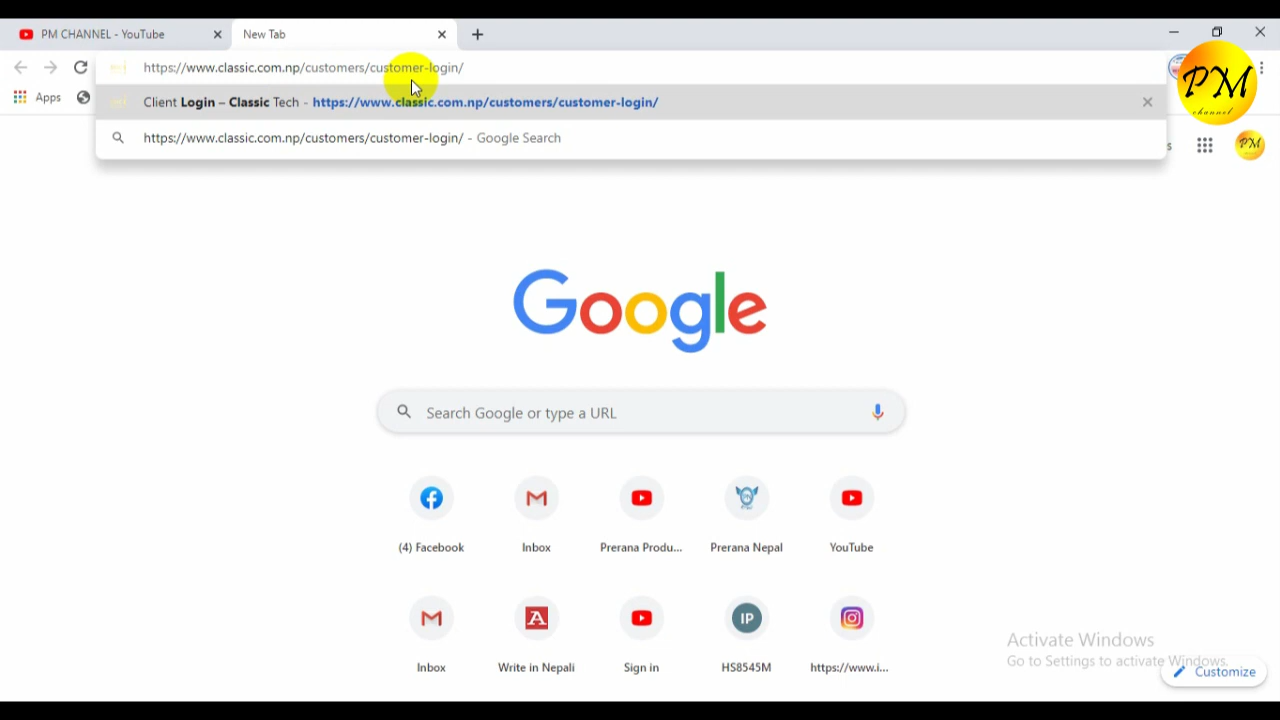 PM CHANNEL - YouTube
New Tab
https://www.classic.com.np/customers/customer-login/
PM
channel
Apps
Client Login – Classic Tech - https://www.classic.com.np/customers/customer-login/
https://www.classic.com.np/customers/customer-login/ - Google Search
s
PM
Google
Search Google or type a URL
(4) Facebook
Inbox
Prerana Produ...
Prerana Nepal
YouTube
A
IP
Inbox
Write in Nepali
Sign in
HS8545M
https://www.i...
Activate Windows
Go to Settings to activate Windows.
Customize